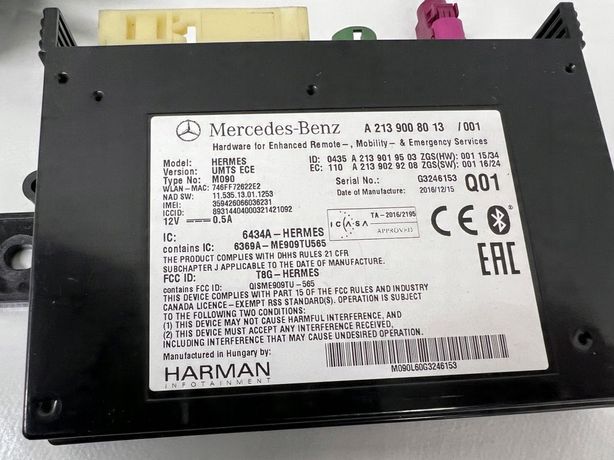 Mercedes-Benz A 213 900 80 13 / 001
Hardware for Enhanced Remote-, Mobility- & Emergency Services
Model: HERMES ID: 0435 A 213 901 95 03 ZGS(HW): 001 15/34
Version: UMTS ECE EC: 110 A 213 902 92 08 ZGS(SW): 001 16/24
Type No: M090
WLAN-MAC: 746FF72622E2 Serial No.: G3246153
NAD SW: 11.535.13.01.1253 Date of Manufacture: 2016/12/15 Q01
IMEI: 359426066036231
ICCID: 89314404000321421092
12V 0.5A
ICASA TA-2016/2195
APPROVED
IC: 6434A-HERMES
contains IC: 6369A-ME909TU565
THE PRODUCT COMPLIES WITH DHHS RULES 21 CFR
SUBCHAPTER J APPLICABLE TO THE DATE OF MANUFACTURE.
FCC ID: T8G-HERMES
contains FCC ID: QISME909TU-565
EAC
THIS DEVICE COMPLIES WITH PART 15 OF THE FCC RULES AND INDUSTRY
CANADA LICENCE-EXEMPT RSS STANDARD(S). OPERATION IS SUBJECT
TO THE FOLLOWING TWO CONDITIONS:
(1) THIS DEVICE MAY NOT CAUSE HARMFUL INTERFERENCE, AND
(2) THIS DEVICE MUST ACCEPT ANY INTERFERENCE RECEIVED,
INCLUDING INTERFERENCE THAT MAY CAUSE UNDESIRED OPERATION.
Manufactured in Hungary by:
HARMAN
INFOTAINMENT
M090L60G3246153